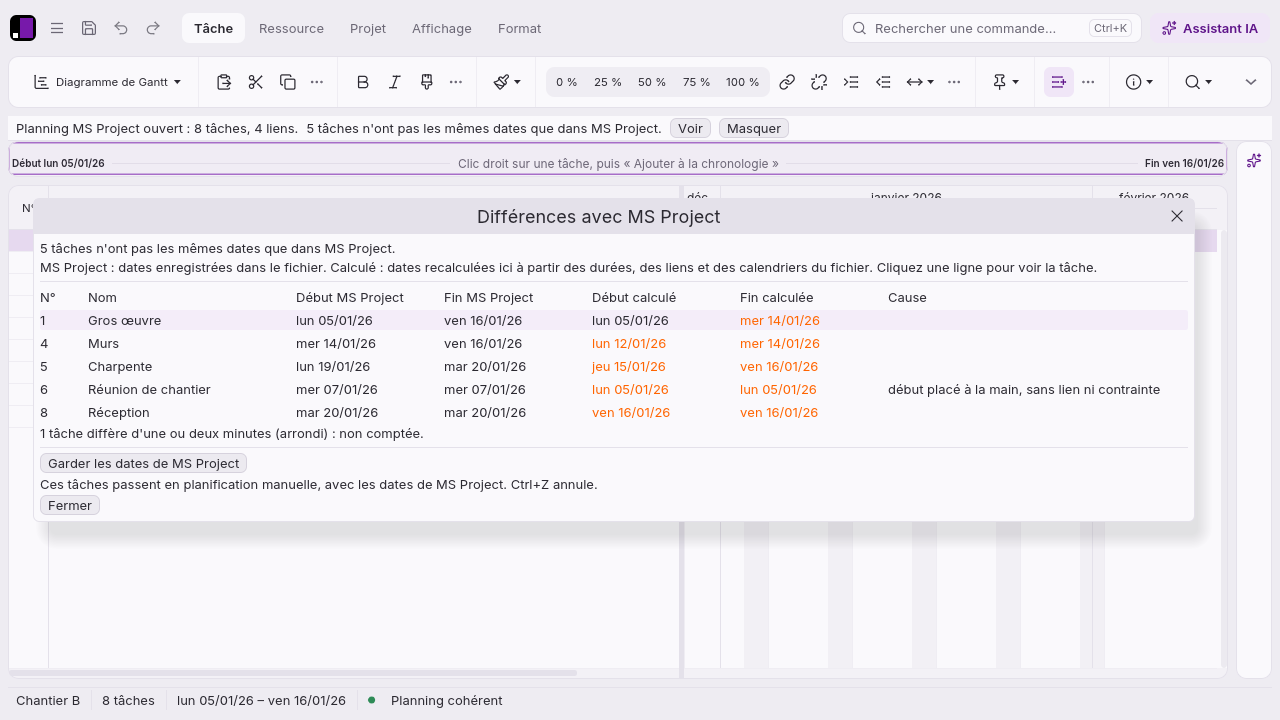 Tâche Ressource Projet Affichage Format Rechercher une commande... Ctrl+K Assistant IA
Diagramme de Gantt 0 % 25 % 50 % 75 % 100 %
Planning MS Project ouvert : 8 tâches, 4 liens. 5 tâches n'ont pas les mêmes dates que dans MS Project. Voir Masquer
Début lun 05/01/26 Clic droit sur une tâche, puis « Ajouter à la chronologie » Fin ven 16/01/26
déc. janvier 2026 février 2026
N°
Différences avec MS Project
5 tâches n'ont pas les mêmes dates que dans MS Project.
MS Project : dates enregistrées dans le fichier. Calculé : dates recalculées ici à partir des durées, des liens et des calendriers du fichier. Cliquez une ligne pour voir la tâche.
N° Nom Début MS Project Fin MS Project Début calculé Fin calculée Cause
1 Gros œuvre lun 05/01/26 ven 16/01/26 lun 05/01/26 mer 14/01/26
4 Murs mer 14/01/26 ven 16/01/26 lun 12/01/26 mer 14/01/26
5 Charpente lun 19/01/26 mar 20/01/26 jeu 15/01/26 ven 16/01/26
6 Réunion de chantier mer 07/01/26 mer 07/01/26 lun 05/01/26 lun 05/01/26 début placé à la main, sans lien ni contrainte
8 Réception mar 20/01/26 mar 20/01/26 ven 16/01/26 ven 16/01/26
1 tâche diffère d'une ou deux minutes (arrondi) : non comptée.
Garder les dates de MS Project
Ces tâches passent en planification manuelle, avec les dates de MS Project. Ctrl+Z annule.
Fermer
Chantier B 8 tâches lun 05/01/26 – ven 16/01/26 Planning cohérent